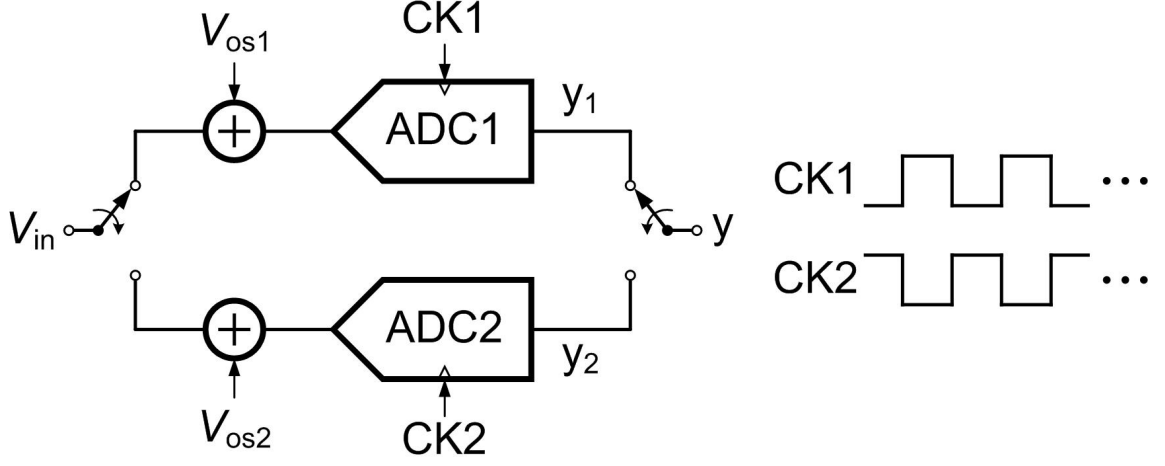 CK1
Vos1
y1
ADC1
CK1 •••
Vin
y
CK2 •••
ADC2
y2
Vos2
CK2